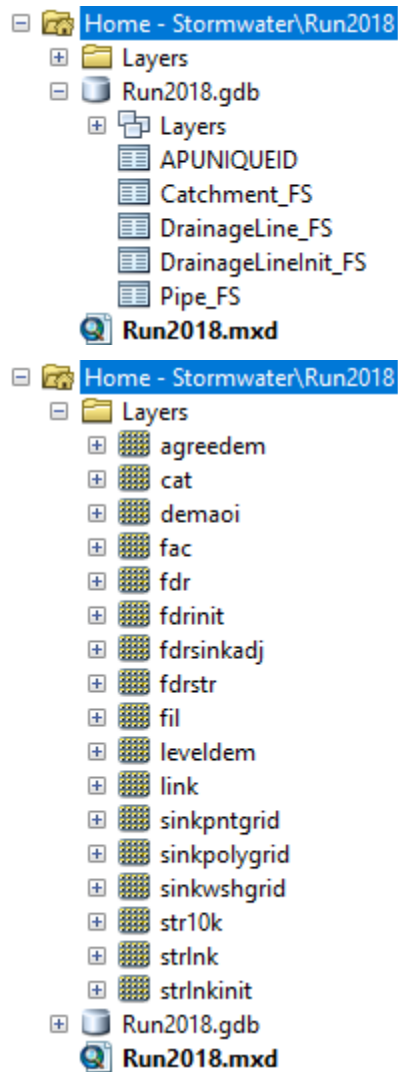 Home - Stormwater\Run2018
Layers
Run2018.gdb
Layers
APUNIQUEID
Catchment_FS
DrainageLine_FS
DrainageLineInit_FS
Pipe_FS
Run2018.mxd
Home - Stormwater\Run2018
Layers
agreedem
cat
demaoi
fac
fdr
fdrinit
fdrsinkadj
fdrstr
fil
leveldem
link
sinkpntgrid
sinkpolygrid
sinkwshgrid
str10k
strlnk
strlnkinit
Run2018.gdb
Run2018.mxd